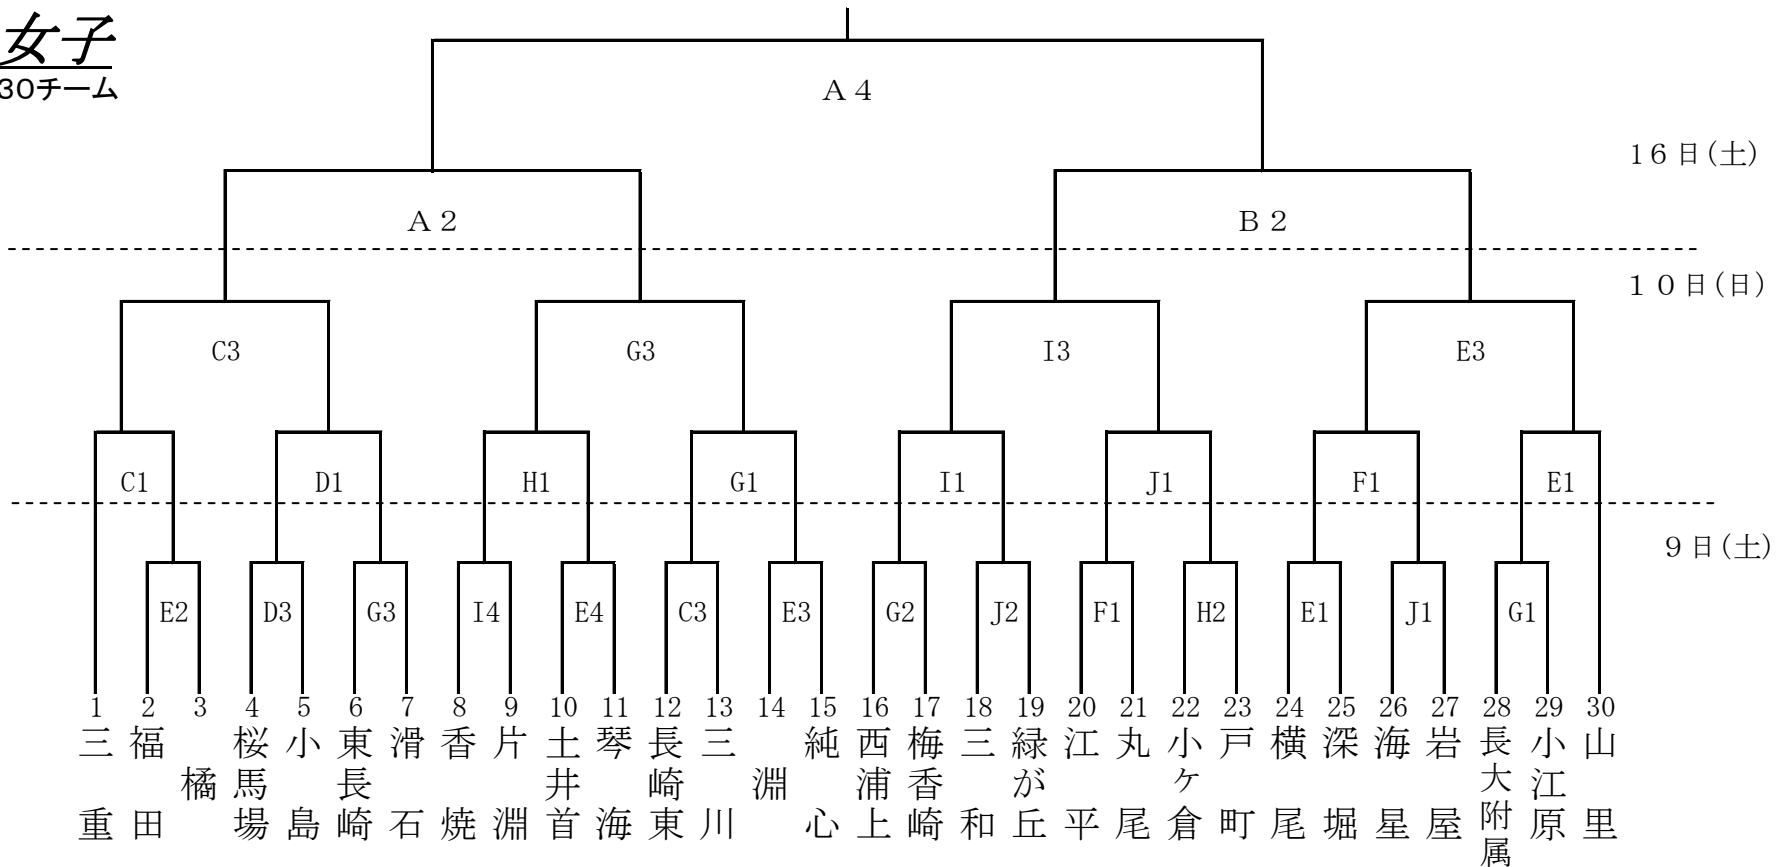 女子
30チーム
A4
16日(土)
A2
B2
10日(日)
C3
G3
I3
E3
C1
D1
H1
G1
I1
J1
F1
E1
9日(土)
E2
D3
G3
I4
E4
C3
E3
G2
J2
F1
H2
E1
J1
G1
1 三重
2 福田
3 橘
4 桜馬場
5 小島
6 東長崎
7 滑石
8 香焼
9 片淵
10 土井首
11 琴海
12 長崎東
13 三川
14 淵
15 純心
16 西浦上
17 梅香崎
18 三和
19 緑が丘
20 江平
21 丸尾
22 小ヶ倉
23 戸町
24 横尾
25 深堀
26 海星
27 岩屋
28 長大附属
29 小江原
30 山里